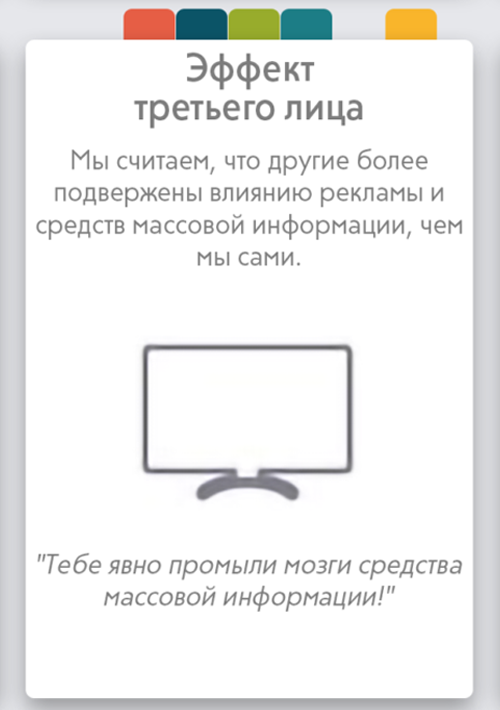 Эффект
третьего лица
Мы считаем, что другие более
подвержены влиянию рекламы и
средств массовой информации, чем
мы сами.
"Тебе явно промыли мозги средства
массовой информации!"